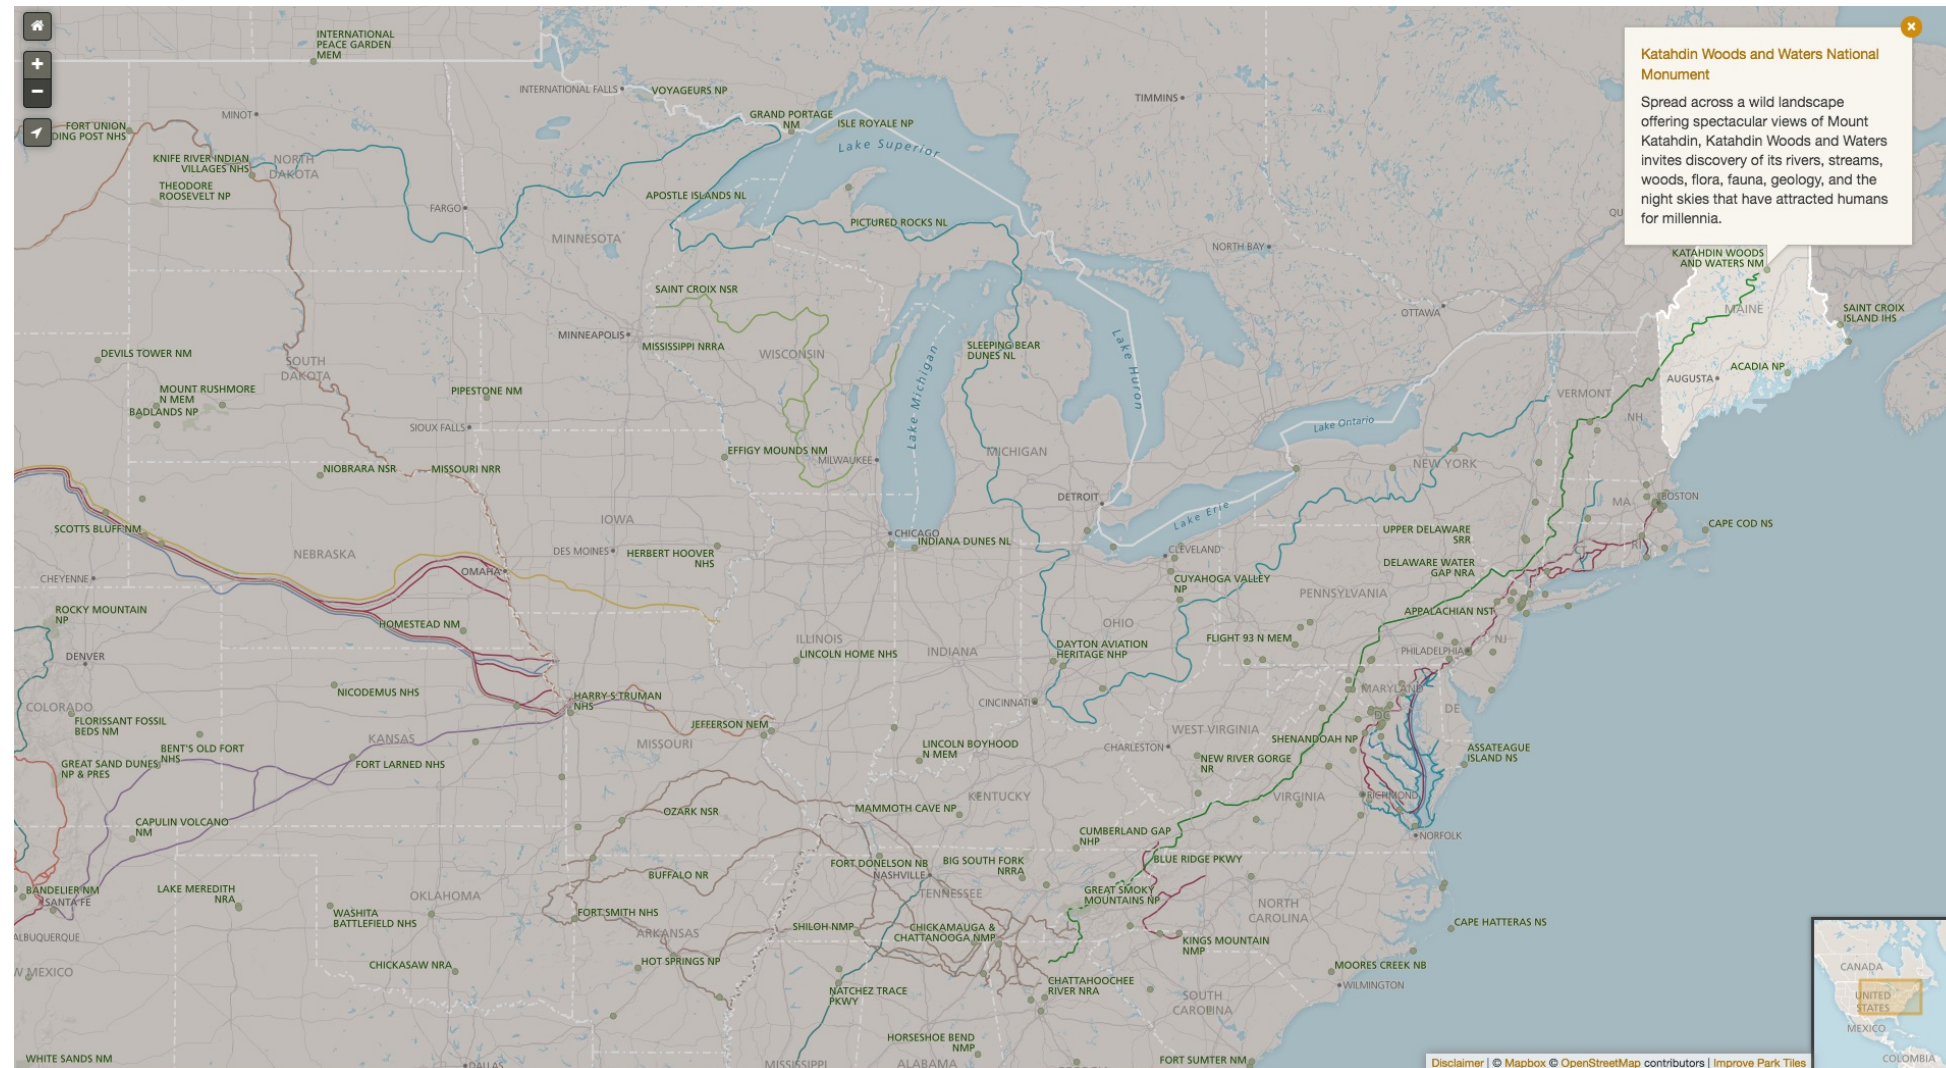 INTERNATIONAL
PEACE GARDEN
MEM
INTERNATIONAL FALLS
VOYAGEURS NP
TIMMINS
GRAND PORTAGE
NM
ISLE ROYALE NP
Lake Superior
MINOT
FORT UNION
DING POST NHS
KNIFE RIVER INDIAN
VILLAGES NHS
NORTH
DAKOTA
THEODORE
ROOSEVELT NP
FARGO
APOSTLE ISLANDS NL
PICTURED ROCKS NL
MINNESOTA
NORTH BAY
QU
Katahdin Woods and Waters National
Monument
Spread across a wild landscape
offering spectacular views of Mount
Katahdin, Katahdin Woods and Waters
invites discovery of its rivers, streams,
woods, flora, fauna, geology, and the
night skies that have attracted humans
for millennia.
KATAHDIN WOODS
AND WATERS NM
MAINE
SAINT CROIX
ISLAND IHS
OTTAWA
SAINT CROIX NSR
MINNEAPOLIS
MISSISSIPPI NRRA
WISCONSIN
SLEEPING BEAR
DUNES NL
Lake Michigan
Lake Huron
DEVILS TOWER NM
SOUTH
DAKOTA
ACADIA NP
AUGUSTA
VERMONT
NH
MOUNT RUSHMORE
N MEM
BADLANDS NP
PIPESTONE NM
SIOUX FALLS
Lake Ontario
EFFIGY MOUNDS NM
MILWAUKEE
MICHIGAN
NEW YORK
NIOBRARA NSR
MISSOURI NRR
DETROIT
Lake Erie
MA
BOSTON
CAPE COD NS
SCOTTS BLUFF NM
IOWA
CHICAGO
INDIANA DUNES NL
UPPER DELAWARE
SRR
CT
RI
NEBRASKA
DES MOINES
HERBERT HOOVER
NHS
CLEVELAND
DELAWARE WATER
GAP NRA
CHEYENNE
OMAHA
CUYAHOGA VALLEY
NP
PENNSYLVANIA
ROCKY MOUNTAIN
NP
HOMESTEAD NM
APPALACHIAN NST
OHIO
ILLINOIS
LINCOLN HOME NHS
INDIANA
DAYTON AVIATION
HERITAGE NHP
FLIGHT 93 N MEM
NJ
PHILADELPHIA
DENVER
NICODEMUS NHS
HARRY S TRUMAN
NHS
CINCINNATI
MARYLAND
DE
DC
COLORADO
FLORISSANT FOSSIL
BEDS NM
KANSAS
JEFFERSON NEM
MISSOURI
WEST VIRGINIA
SHENANDOAH NP
CHARLESTON
ASSATEAGUE
ISLAND NS
BENT'S OLD FORT
NHS
GREAT SAND DUNES
NP & PRES
FORT LARNED NHS
LINCOLN BOYHOOD
N MEM
NEW RIVER GORGE
NR
KENTUCKY
VIRGINIA
RICHMOND
OZARK NSR
MAMMOTH CAVE NP
CAPULIN VOLCANO
NM
CUMBERLAND GAP
NHP
NORFOLK
BLUE RIDGE PKWY
FORT DONELSON NB
NASHVILLE
BIG SOUTH FORK
NRRA
BUFFALO NR
TENNESSEE
GREAT SMOKY
MOUNTAINS NP
BANDELIER NM
SANTA FE
LAKE MEREDITH
NRA
OKLAHOMA
WASHITA
BATTLEFIELD NHS
FORT SMITH NHS
ARKANSAS
SHILOH NMP
CHICKAMAUGA &
CHATTANOOGA NMP
NORTH
CAROLINA
CAPE HATTERAS NS
ALBUQUERQUE
KINGS MOUNTAIN
NMP
W MEXICO
CHICKASAW NRA
HOT SPRINGS NP
MOORES CREEK NB
WILMINGTON
CHATTAHOOCHEE
RIVER NRA
NATCHEZ TRACE
PKWY
SOUTH
CAROLINA
HORSESHOE BEND
NMP
WHITE SANDS NM
DALLAS
MISSISSIPPI
ALABAMA
FORT SUMTER NM
CANADA
UNITED
STATES
MEXICO
COLOMBIA
Disclaimer | © Mapbox © OpenStreetMap contributors | Improve Park Tiles